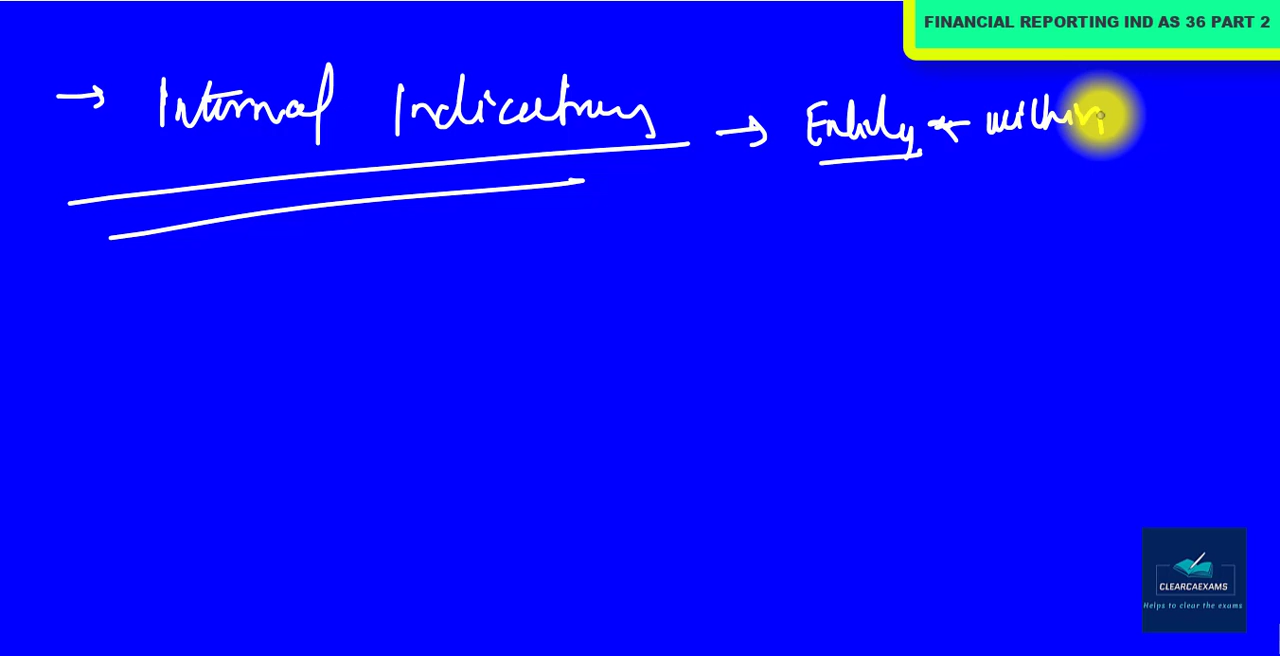 FINANCIAL REPORTING IND AS 36 PART 2
→ Internal Indicators → Entity ← within
CLEARCAEXAMS
Helps to clear the exams